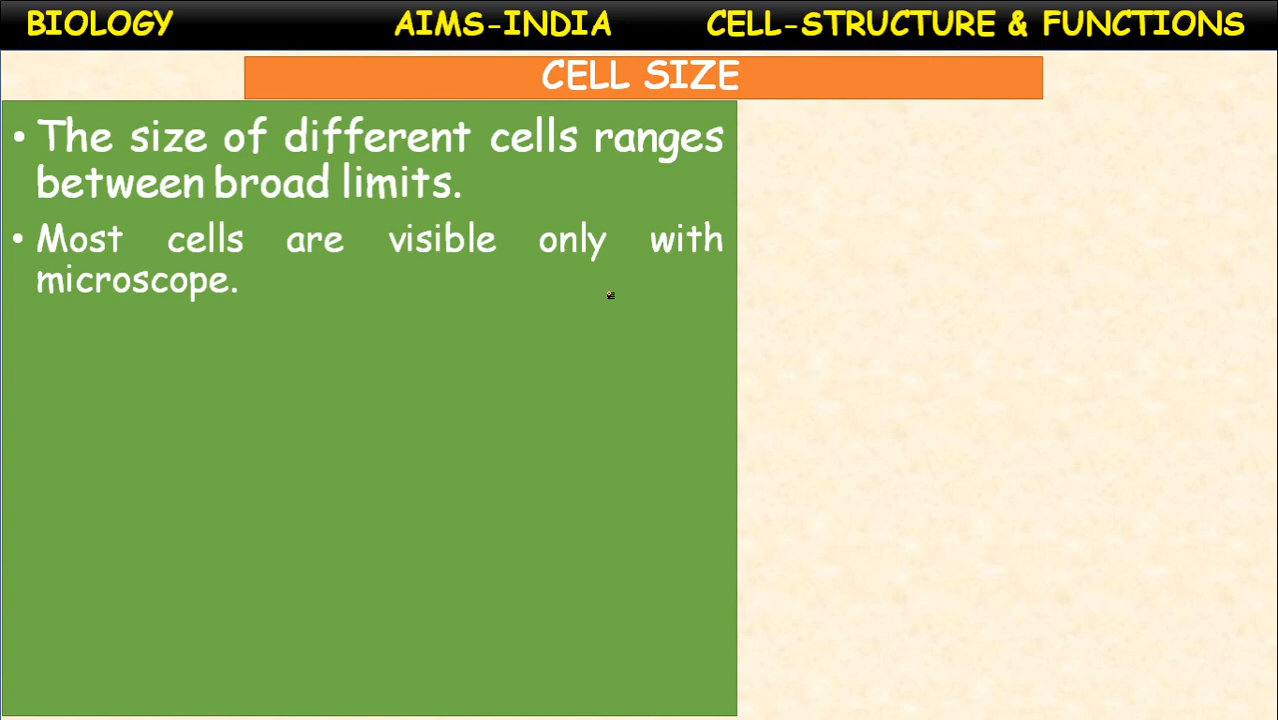 BIOLOGY AIMS-INDIA CELL-STRUCTURE & FUNCTIONS
CELL SIZE
• The size of different cells ranges
between broad limits.
• Most cells are visible only with
microscope.